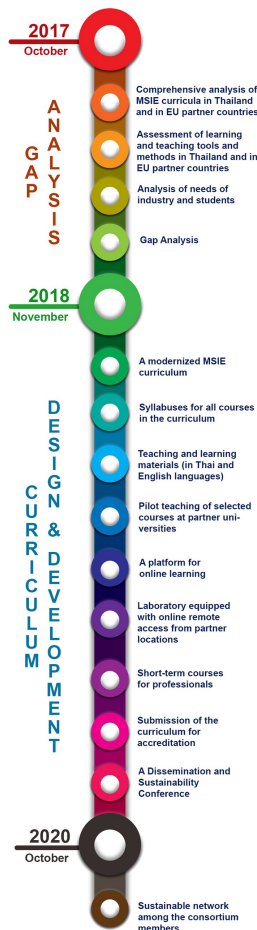 2017
October
GAP
ANALYSIS
Comprehensive analysis of
MSIE curricula in Thailand
and in EU partner countries
Assessment of learning
and teaching tools and
methods in Thailand and in
EU partner countries
Analysis of needs of
industry and students
Gap Analysis
2018
November
CURRICULUM
DESIGN & DEVELOPMENT
A modernized MSIE
curriculum
Syllabuses for all courses
in the curriculum
Teaching and learning
materials (in Thai and
English languages)
Pilot teaching of selected
courses at partner uni-
versities
A platform for
online learning
Laboratory equipped
with online remote
access from partner
locations
Short-term courses
for professionals
Submission of the
curriculum for
accreditation
A Dissemination and
Sustainability
Conference
2020
October
Sustainable network
among the consortium
members